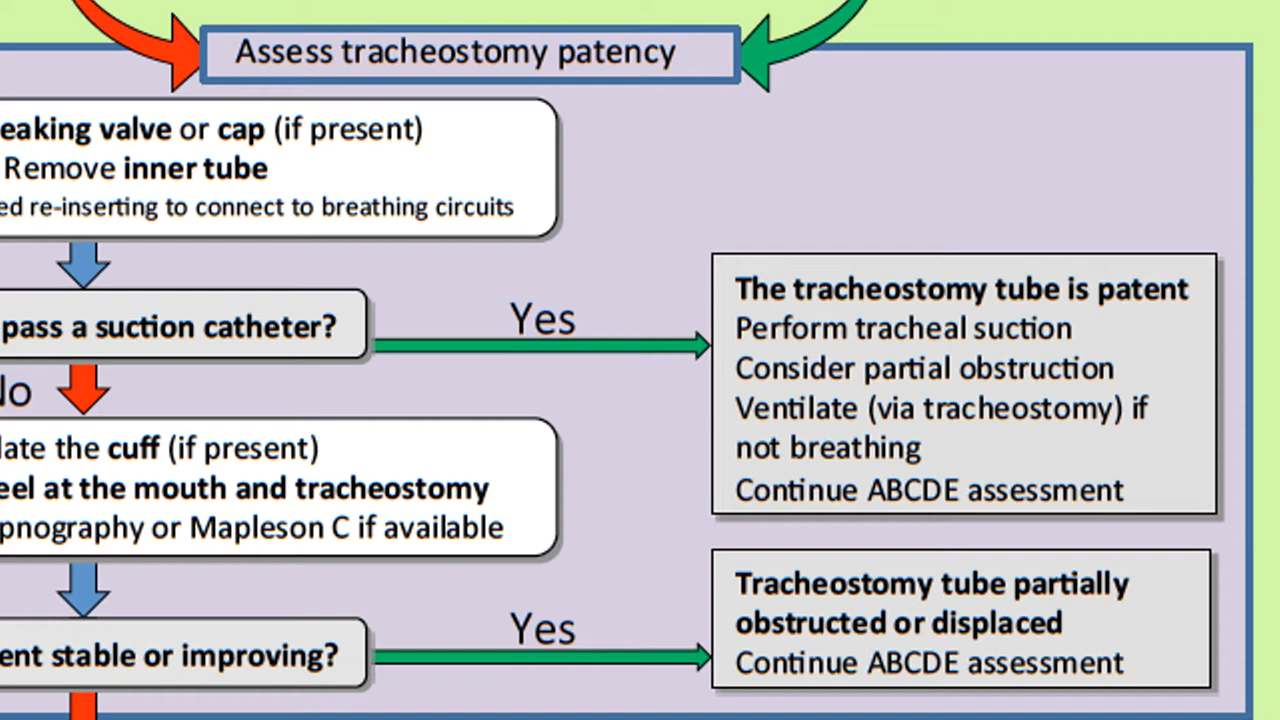 Assess tracheostomy patency
eaking valve or cap (if present)
Remove inner tube
ed re-inserting to connect to breathing circuits
pass a suction catheter?
Yes
The tracheostomy tube is patent
Perform tracheal suction
Consider partial obstruction
Ventilate (via tracheostomy) if
not breathing
Continue ABCDE assessment
No
late the cuff (if present)
eel at the mouth and tracheostomy
pnography or Mapleson C if available
ent stable or improving?
Yes
Tracheostomy tube partially
obstructed or displaced
Continue ABCDE assessment